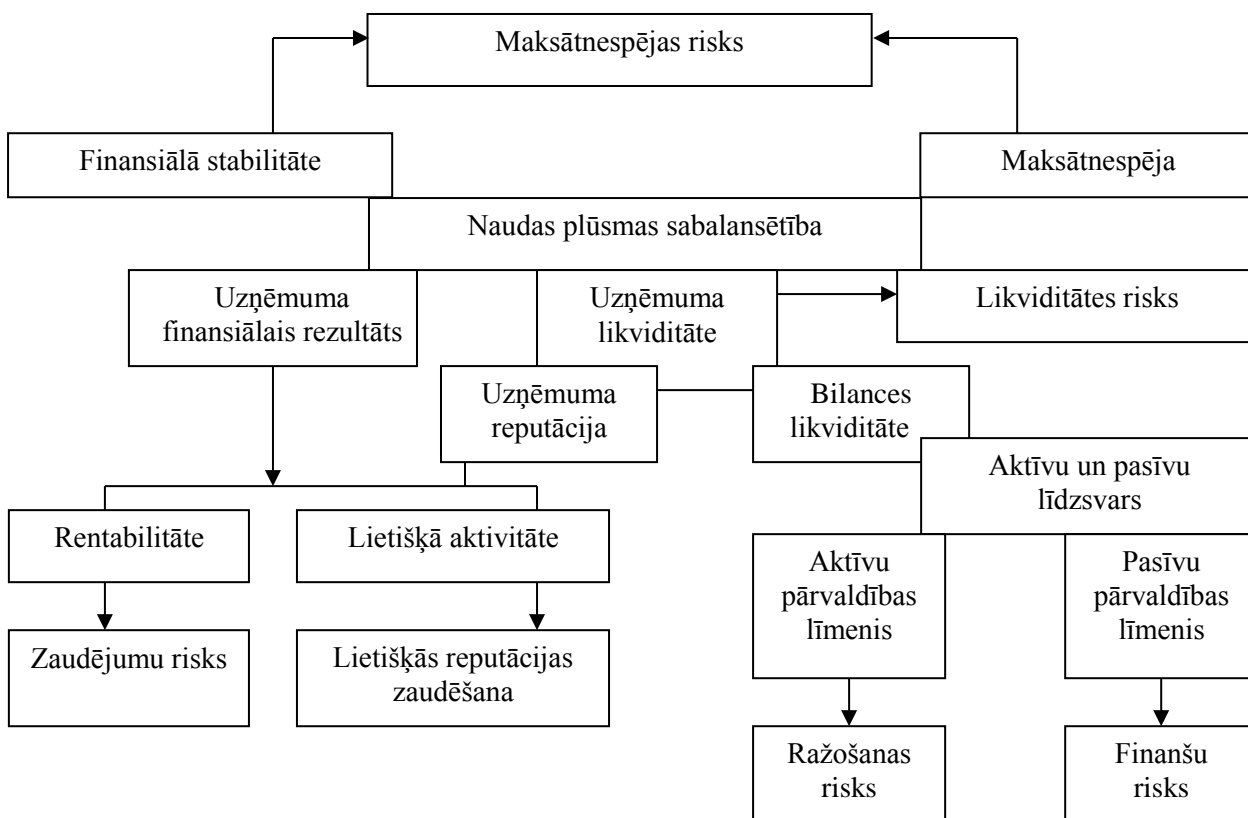 Maksātnespējas risks
Finansiālā stabilitāte
Maksātnespēja
Naudas plūsmas sabalansētība
Uzņēmuma
finansiālais rezultāts
Uzņēmuma
likviditāte
Likviditātes risks
Uzņēmuma
reputācija
Bilances
likviditāte
Aktīvu un pasīvu
līdzsvars
Rentabilitāte
Lietišķā aktivitāte
Aktīvu
pārvaldības
līmenis
Pasīvu
pārvaldības
līmenis
Zaudējumu risks
Lietišķās reputācijas
zaudēšana
Ražošanas
risks
Finanšu
risks